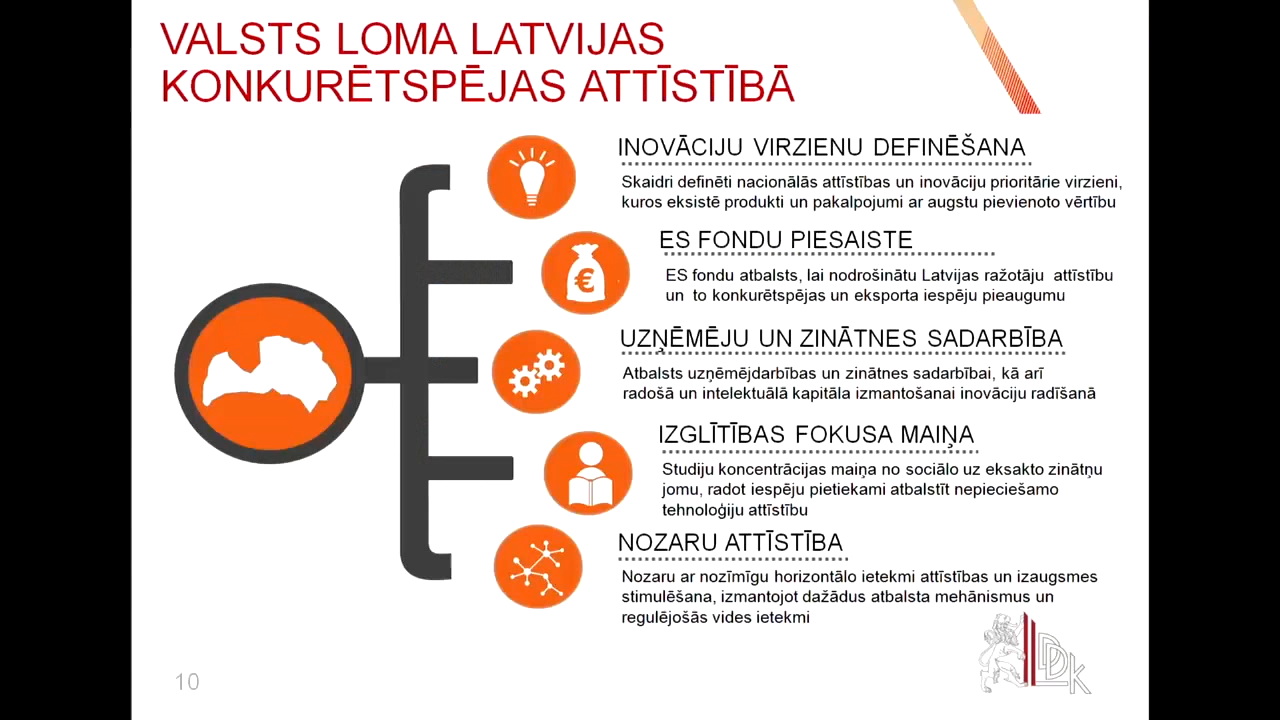 VALSTS LOMA LATVIJAS
KONKURĒTSPĒJAS ATTĪSTĪBĀ
INOVĀCIJU VIRZIENU DEFINĒŠANA
Skaidri definēti nacionālās attīstības un inovāciju prioritārie virzieni,
kuros eksistē produkti un pakalpojumi ar augstu pievienoto vērtību
ES FONDU PIESAISTE
ES fondu atbalsts, lai nodrošinātu Latvijas ražotāju attīstību
un to konkurētspējas un eksporta iespēju pieaugumu
€
UZŅĒMĒJU UN ZINĀTNES SADARBĪBA
Atbalsts uzņēmējdarbības un zinātnes sadarbībai, kā arī
radošā un intelektuālā kapitāla izmantošanai inovāciju radīšanā
IZGLĪTĪBAS FOKUSA MAIŅA
Studiju koncentrācijas maiņa no sociālo uz eksakto zinātņu
jomu, radot iespēju pietiekami atbalstīt nepieciešamo
tehnoloģiju attīstību
NOZARU ATTĪSTĪBA
Nozaru ar nozīmīgu horizontālo ietekmi attīstības un izaugsmes
stimulēšana, izmantojot dažādus atbalsta mehānismus un
regulējošās vides ietekmi
LDDK
10